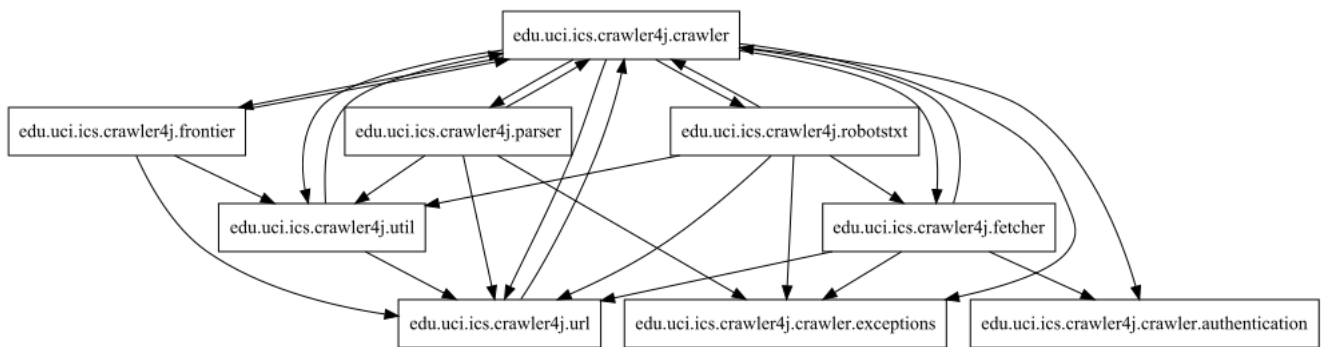 edu.uci.ics.crawler4j.crawler
edu.uci.ics.crawler4j.frontier
edu.uci.ics.crawler4j.parser
edu.uci.ics.crawler4j.robotstxt
edu.uci.ics.crawler4j.util
edu.uci.ics.crawler4j.fetcher
edu.uci.ics.crawler4j.url
edu.uci.ics.crawler4j.crawler.exceptions
edu.uci.ics.crawler4j.crawler.authentication